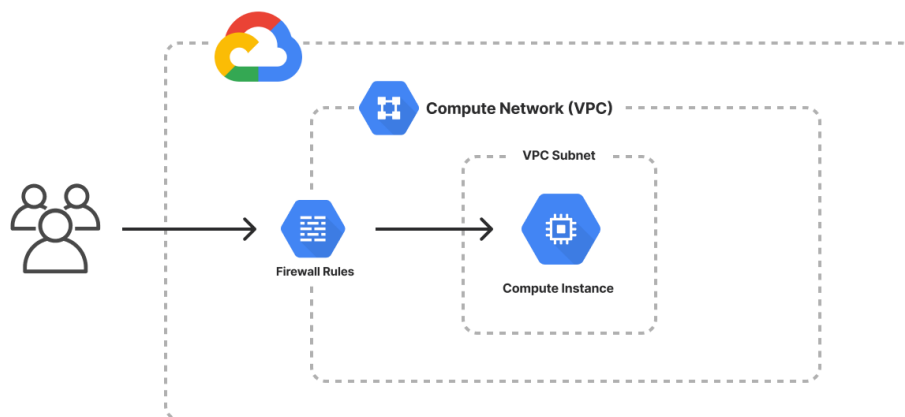 Compute Network (VPC)
VPC Subnet
Firewall Rules
Compute Instance